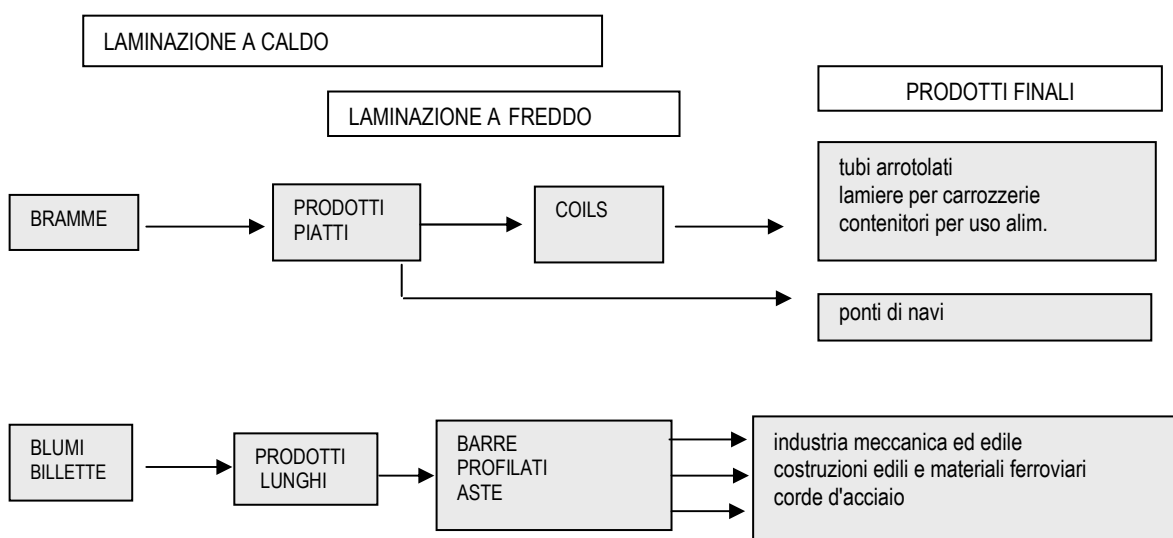 LAMINAZIONE A CALDO
LAMINAZIONE A FREDDO
PRODOTTI FINALI
BRAMME
PRODOTTI
PIATTI
COILS
tubi arrotolati
lamiere per carrozzerie
contenitori per uso alim.
ponti di navi
BLUMI
BILLETTE
PRODOTTI
LUNGHI
BARRE
PROFILATI
ASTE
industria meccanica ed edile
costruzioni edili e materiali ferroviari
corde d'acciaio